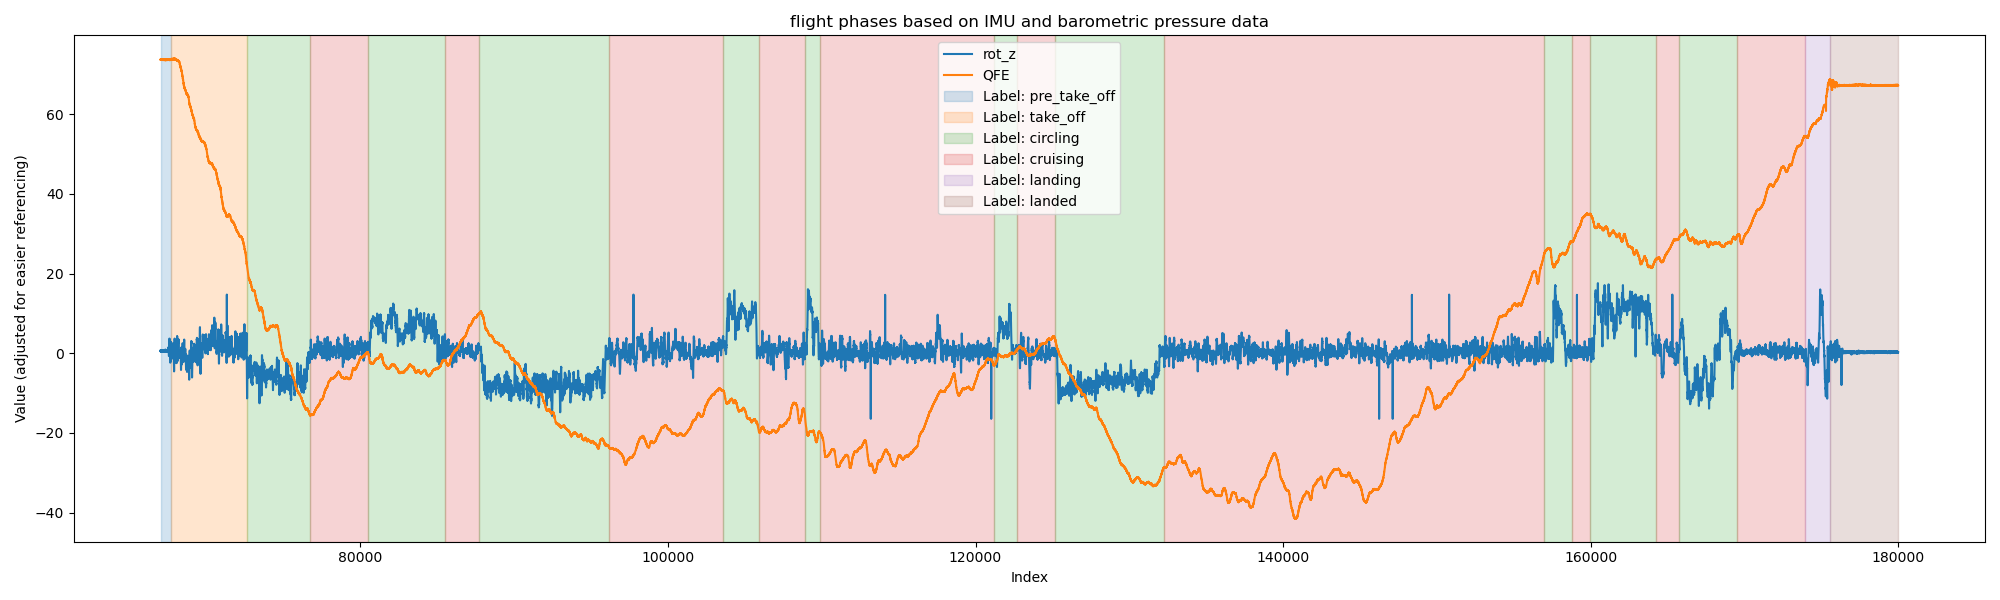 flight phases based on IMU and barometric pressure data
Value (adjusted for easier referencing)
60
40
20
0
−20
−40
rot_z
QFE
Label: pre_take_off
Label: take_off
Label: circling
Label: cruising
Label: landing
Label: landed
80000
100000
120000
140000
160000
180000
Index